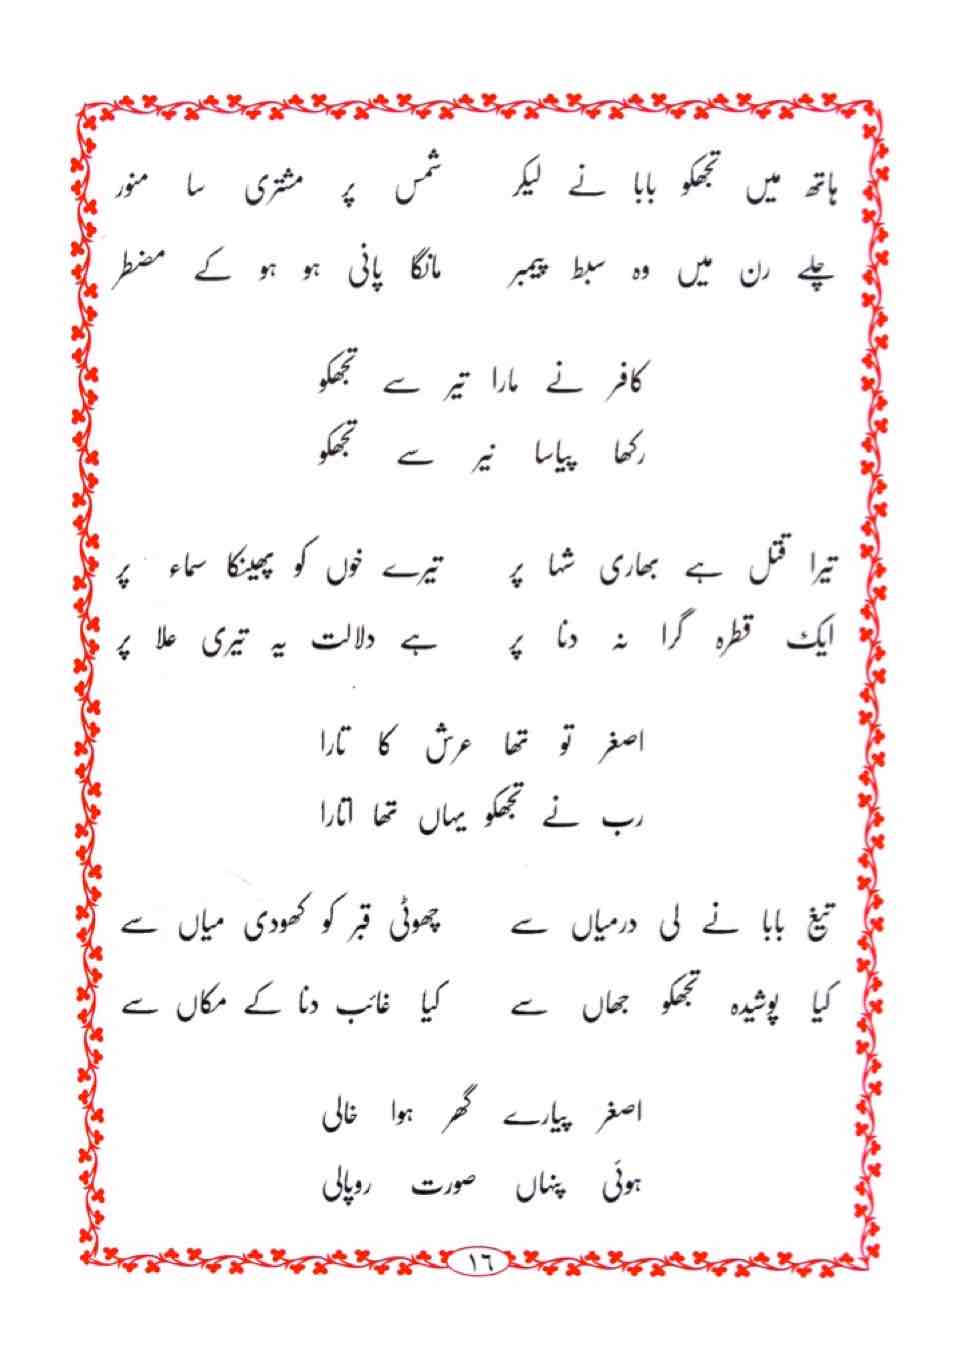 ہاتھ میں تجھکو بابا نے لیکر شمس پر مشتری سا منور
چلے رن میں وہ سبط پیمبر مانگا پانی ہو ہو کے مضطر
کافر نے مارا تیر سے تجھکو
رکھا پیاسا نیر سے تجھکو
تیرا قتل ہے بھاری شہا پر تیرے خوں کو پھینکا سماء پر
ایک قطرہ گرا نہ دنا پر ہے دلالت یہ تیری علا پر
اصغر تو تھا عرش کا تارا
رب نے تجھکو یہاں تھا اتارا
تیغ بابا نے لی درمیاں سے چھوٹی قبر کو کھودی میاں سے
کیا پوشیدہ تجھکو جھاں سے کیا غائب دنا کے مکاں سے
اصغر پیارے گھر ہوا خالی
ہوئی پنہاں صورت روپالی
١٦